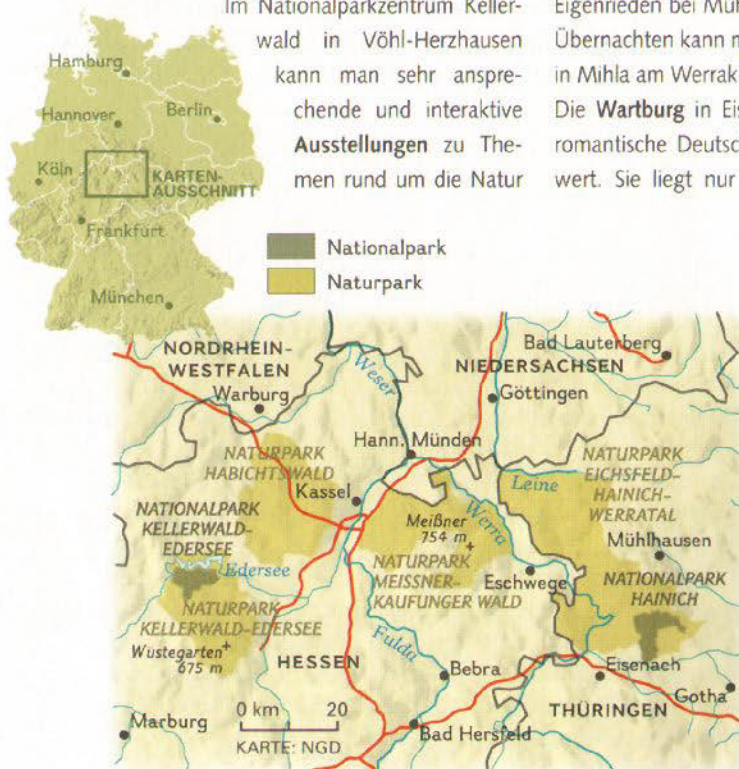 Im Nationalparkzentrum Keller-
wald in Vöhl-Herzhausen
kann man sehr anspre-
chende und interaktive
Ausstellungen zu The-
men rund um die Natur
Eigenrieden bei
Übernachten kann
in Mihla am
Die Wartburg in
romantische
wert. Sie liegt nur
Hamburg
Hannover
Berlin
Köln
KARTEN-
AUSSCHNITT
Frankfurt
München
Nationalpark
Naturpark
NORDRHEIN-
WESTFALEN
Warburg
Weser
Bad Lauterberg
NIEDERSACHSEN
Göttingen
Hann. Münden
NATURPARK
HABICHTSWALD
Kassel
NATURPARK
EICHSFELD-
HAINICH-
WERRATAL
Leine
Werra
Meißner
754 m
NATIONALPARK
KELLERWALD-
EDERSEE
Edersee
NATURPARK
MEISSNER-
KAUFUNGER WALD
Eschwege
Mühlhausen
NATIONALPARK
HAINICH
NATURPARK
KELLERWALD-EDERSEE
Wüstegarten
675 m
HESSEN
Fulda
Bebra
Eisenach
Gotha
THÜRINGEN
Marburg
0 km 20
KARTE: NGD
Bad Hersfeld